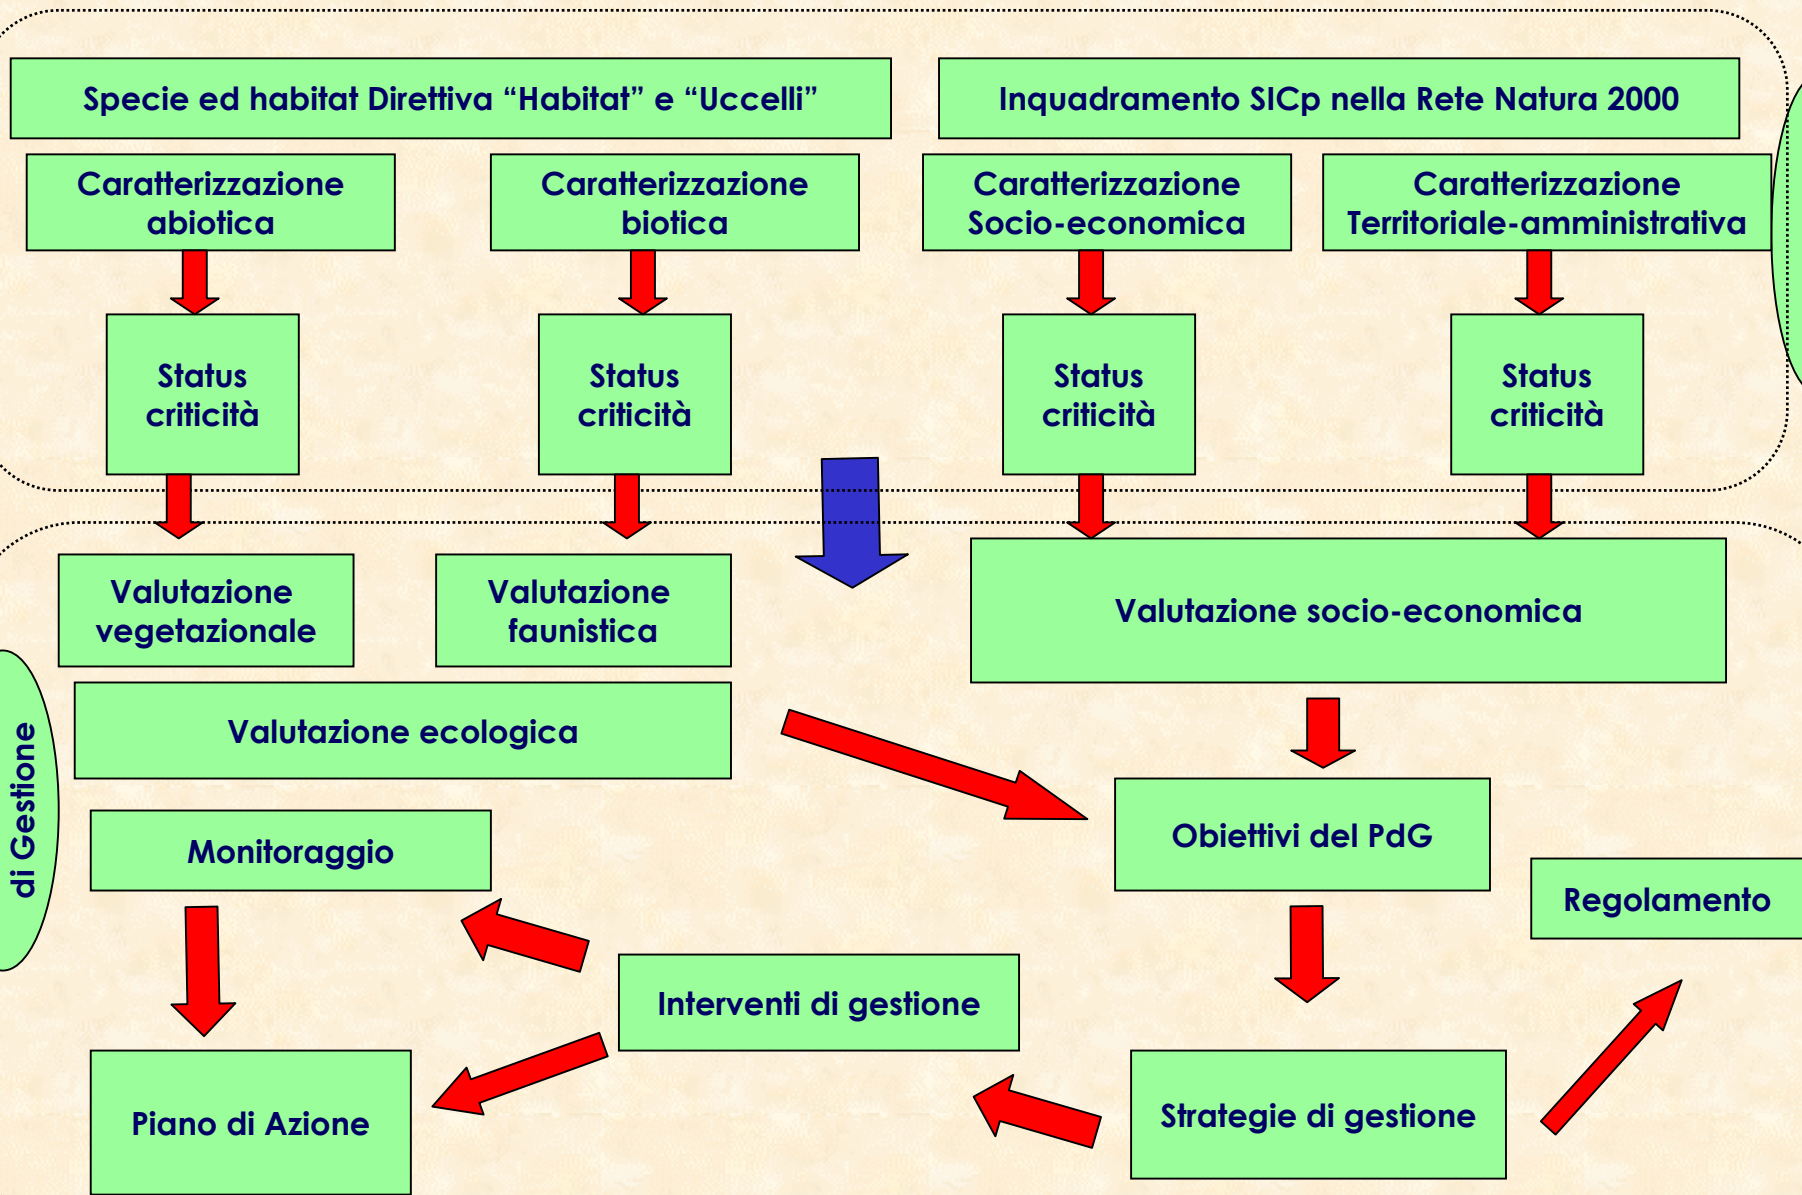 Specie ed habitat Direttiva “Habitat” e “Uccelli”
Inquadramento SICp nella Rete Natura 2000
Caratterizzazione
abiotica
Caratterizzazione
biotica
Caratterizzazione
Socio-economica
Caratterizzazione
Territoriale-amministrativa
Status
criticità
Status
criticità
Status
criticità
Status
criticità
Valutazione
vegetazionale
Valutazione
faunistica
Valutazione socio-economica
Valutazione ecologica
di Gestione
Monitoraggio
Obiettivi del PdG
Regolamento
Interventi di gestione
Piano di Azione
Strategie di gestione